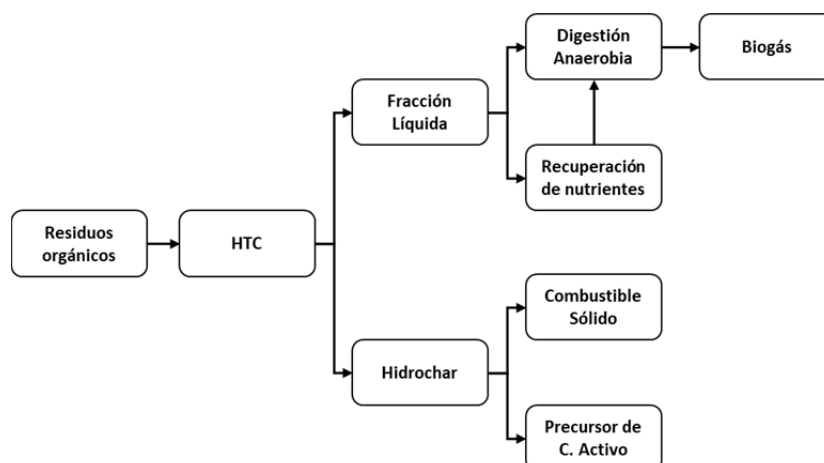 Digestión
Anaerobia
Biogás
Fracción
Líquida
Recuperación
de nutrientes
Residuos
orgánicos
HTC
Combustible
Sólido
Hidrochar
Precursor de
C. Activo